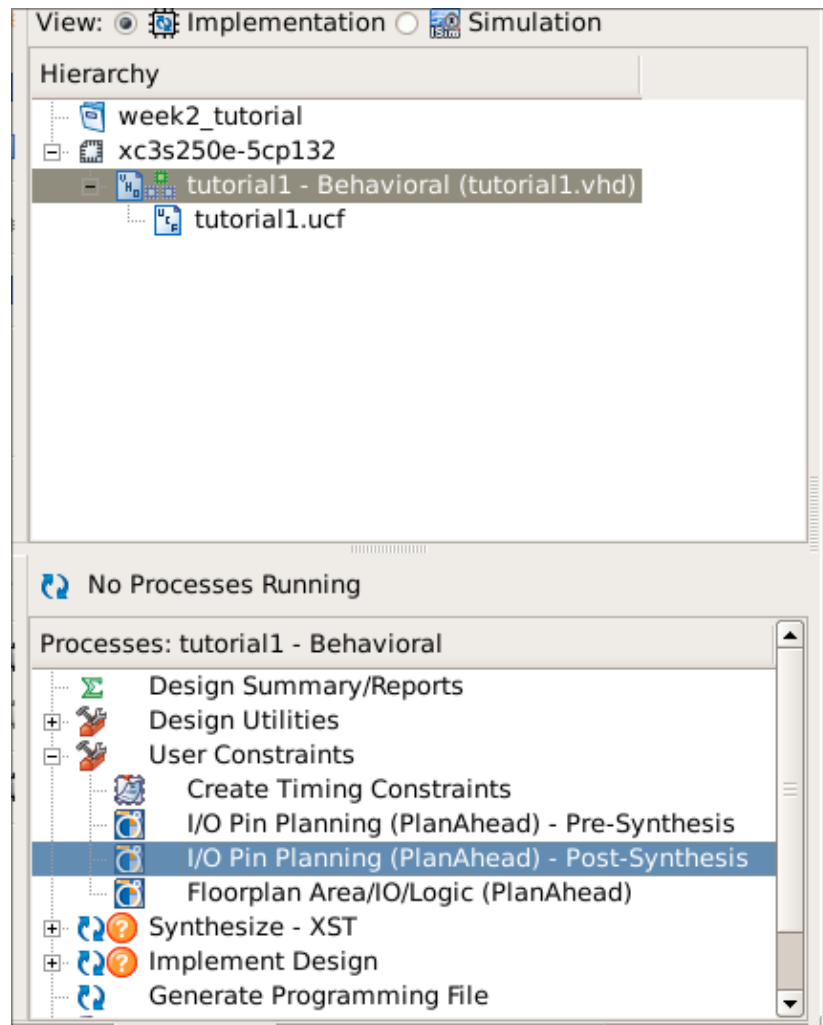 View: Implementation Simulation
Hierarchy
week2_tutorial
xc3s250e-5cp132
tutorial1 - Behavioral (tutorial1.vhd)
tutorial1.ucf
No Processes Running
Processes: tutorial1 - Behavioral
Design Summary/Reports
Design Utilities
User Constraints
Create Timing Constraints
I/O Pin Planning (PlanAhead) - Pre-Synthesis
I/O Pin Planning (PlanAhead) - Post-Synthesis
Floorplan Area/IO/Logic (PlanAhead)
Synthesize - XST
Implement Design
Generate Programming File